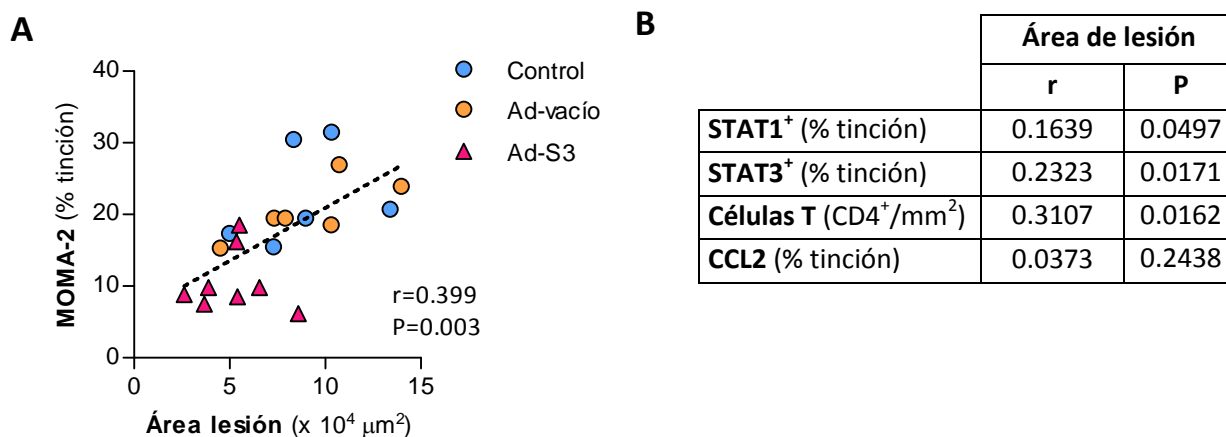 A
MOMA-2 (% tinción)
40
30
20
10
0
0
5
10
15
Área lesión (x 10⁴ μm²)
r=0.399
P=0.003
Control
Ad-vacío
Ad-S3
B
Área de lesión
r P
STAT1⁺ (% tinción) 0.1639 0.0497
STAT3⁺ (% tinción) 0.2323 0.0171
Células T (CD4⁺/mm²) 0.3107 0.0162
CCL2 (% tinción) 0.0373 0.2438